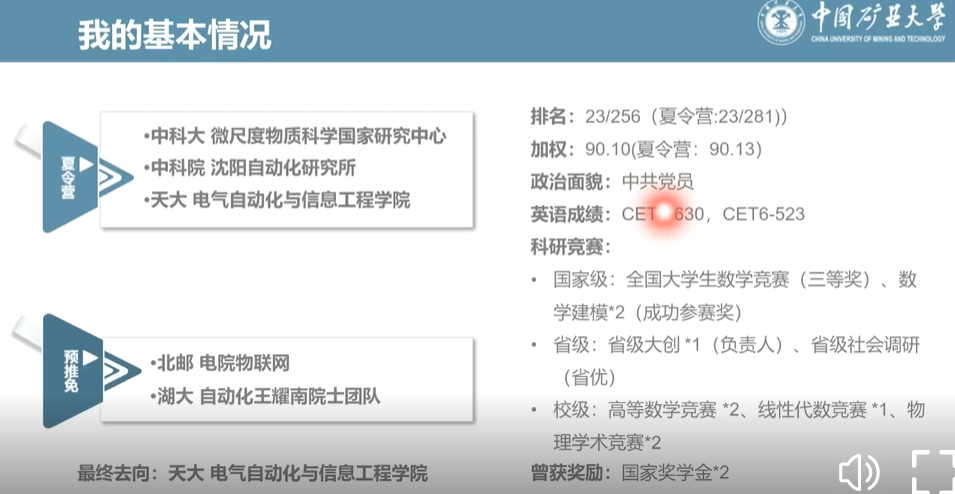 我的基本情况
中国矿业大学
CHINA UNIVERSITY OF MINING AND TECHNOLOGY
夏令营
•中科大 微尺度物质科学国家研究中心
•中科院 沈阳自动化研究所
•天大 电气自动化与信息工程学院
预推免
•北邮 电院物联网
•湖大 自动化王耀南院士团队
最终去向：天大 电气自动化与信息工程学院
排名：23/256（夏令营:23/281)）
加权：90.10(夏令营：90.13)
政治面貌：中共党员
英语成绩：CET 630，CET6-523
科研竞赛：
• 国家级：全国大学生数学竞赛（三等奖）、数
学建模*2（成功参赛奖）
• 省级：省级大创 *1（负责人）、省级社会调研
（省优）
• 校级：高等数学竞赛 *2、线性代数竞赛 *1、物
理学术竞赛*2
曾获奖励：国家奖学金*2